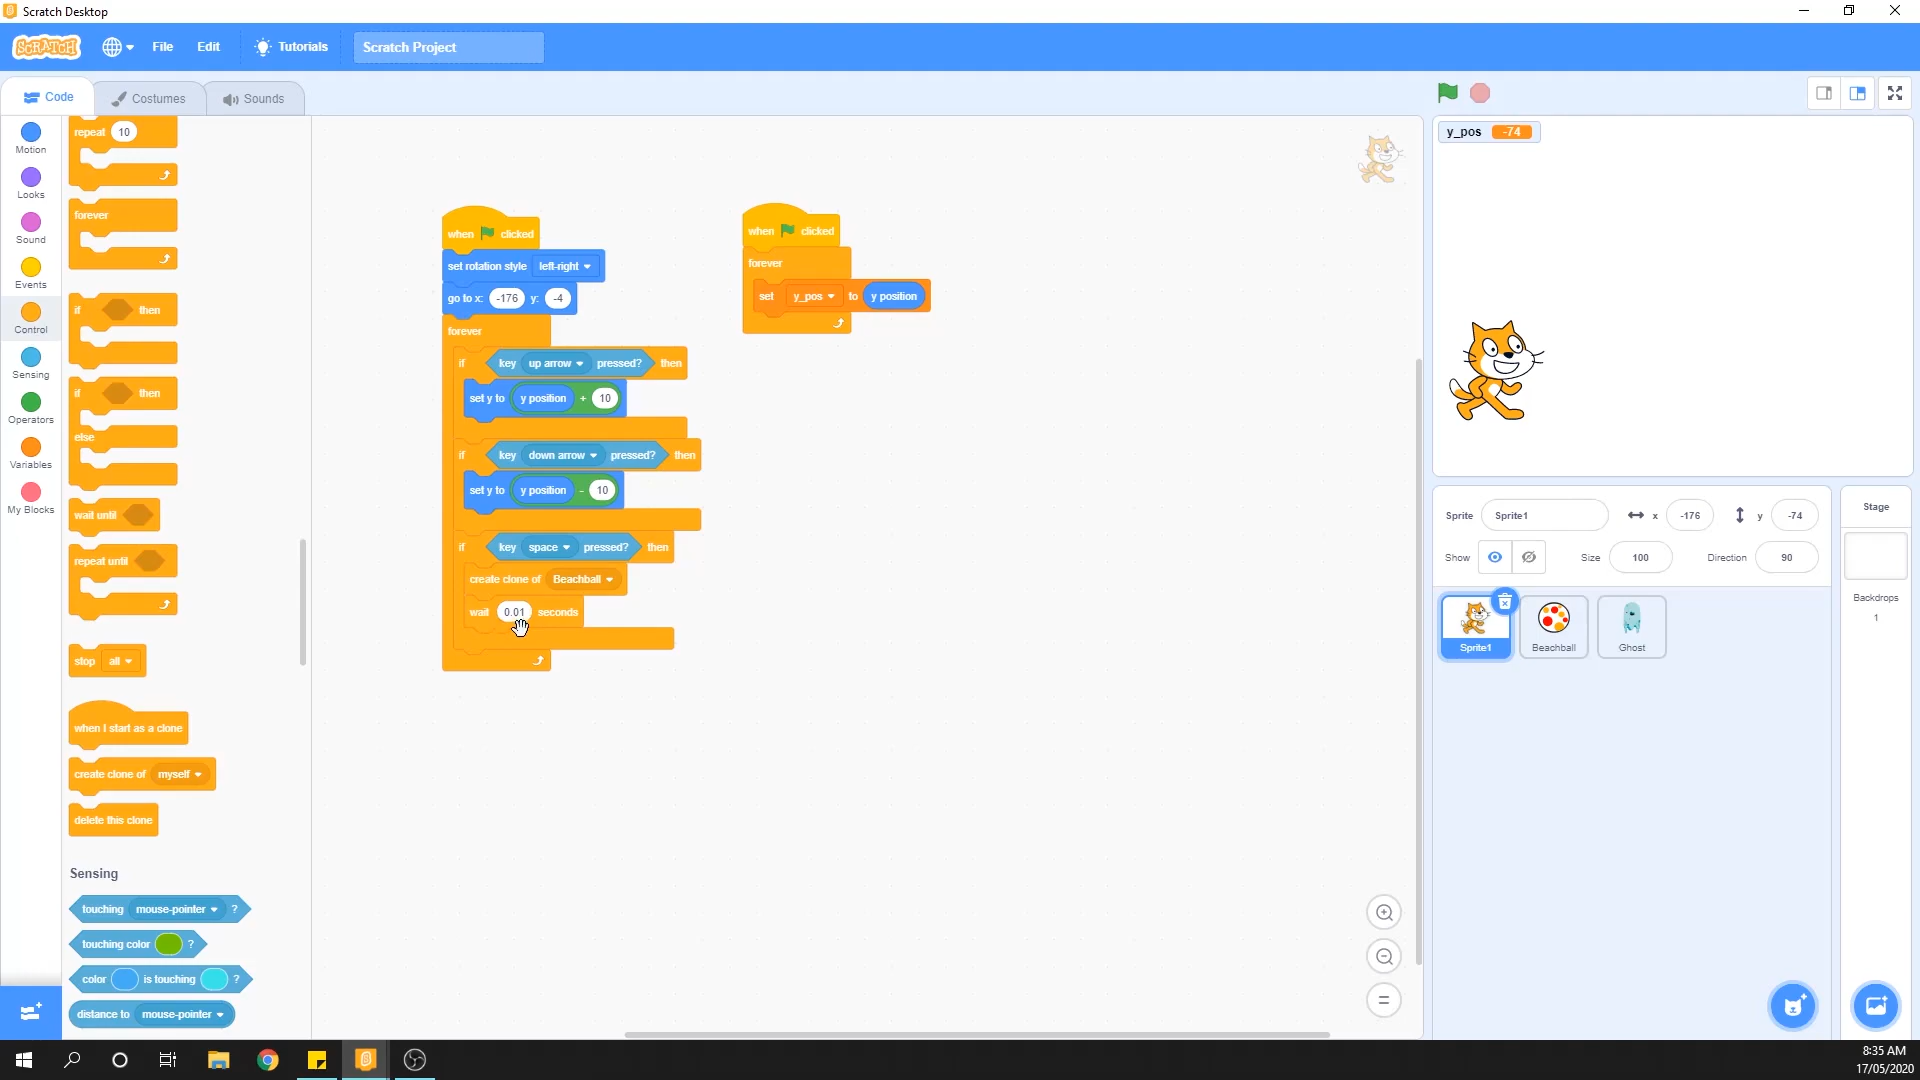 Scratch Desktop
SCRATCH
File Edit Tutorials Scratch Project
Code Costumes Sounds
Motion
Looks
Sound
Events
Control
Sensing
Operators
Variables
My Blocks
repeat 10
forever
if then
if then
else
wait until
repeat until
stop all
when I start as a clone
create clone of myself
delete this clone
Sensing
touching mouse-pointer ?
touching color ?
color is touching ?
distance to mouse-pointer
when clicked
set rotation style left-right
go to x: -176 y: -4
forever
if key up arrow pressed? then
set y to y position + 10
if key down arrow pressed? then
set y to y position - 10
if key space pressed? then
create clone of Beachball
wait 0.01 seconds
when clicked
forever
set y_pos to y position
y_pos -74
Sprite Sprite1 x -176 y -74
Show Size 100 Direction 90
Sprite1 Beachball Ghost
Stage
Backdrops
1
8:35 AM
17/05/2020